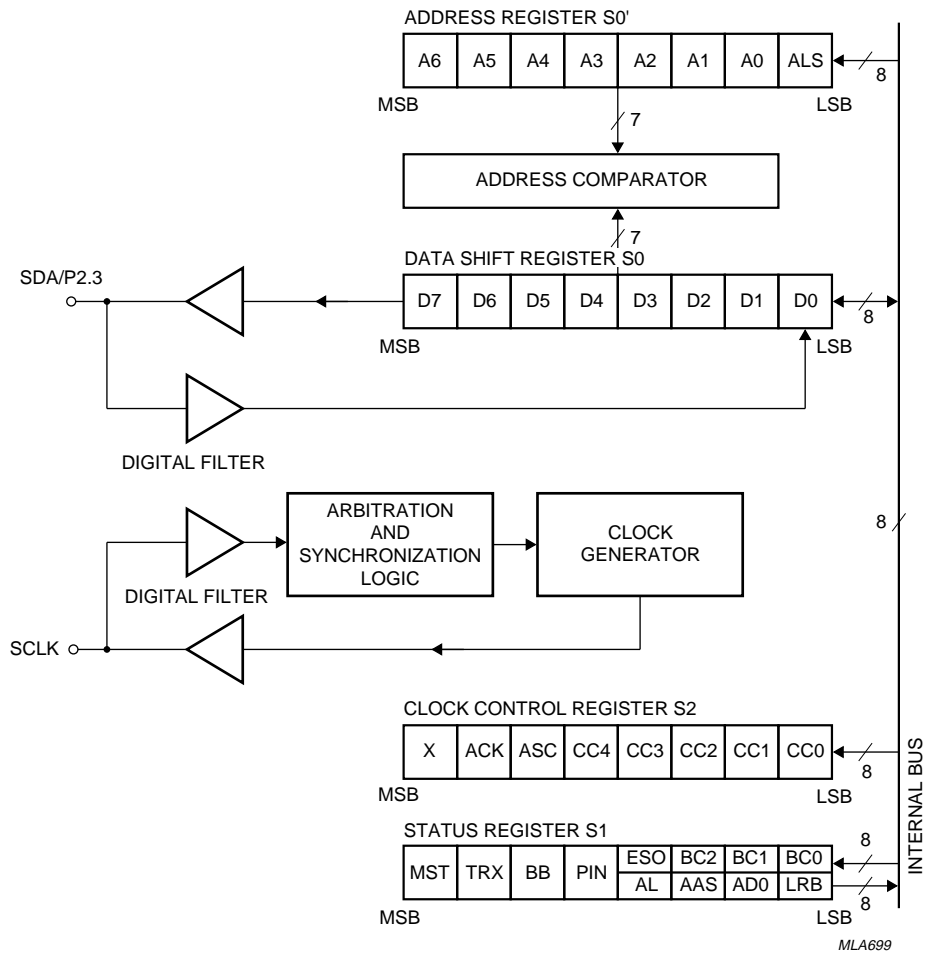 ADDRESS REGISTER S0'
A6 A5 A4 A3 A2 A1 A0 ALS
8
MSB LSB
7
ADDRESS COMPARATOR
7
DATA SHIFT REGISTER S0
SDA/P2.3
D7 D6 D5 D4 D3 D2 D1 D0
8
MSB LSB
DIGITAL FILTER
ARBITRATION
AND
SYNCHRONIZATION
LOGIC
CLOCK
GENERATOR
8
DIGITAL FILTER
SCLK
CLOCK CONTROL REGISTER S2
X ACK ASC CC4 CC3 CC2 CC1 CC0
8
MSB LSB
INTERNAL BUS
STATUS REGISTER S1
8
MST TRX BB PIN
ESO BC2 BC1 BC0
AL AAS AD0 LRB
8
MSB LSB
MLA699